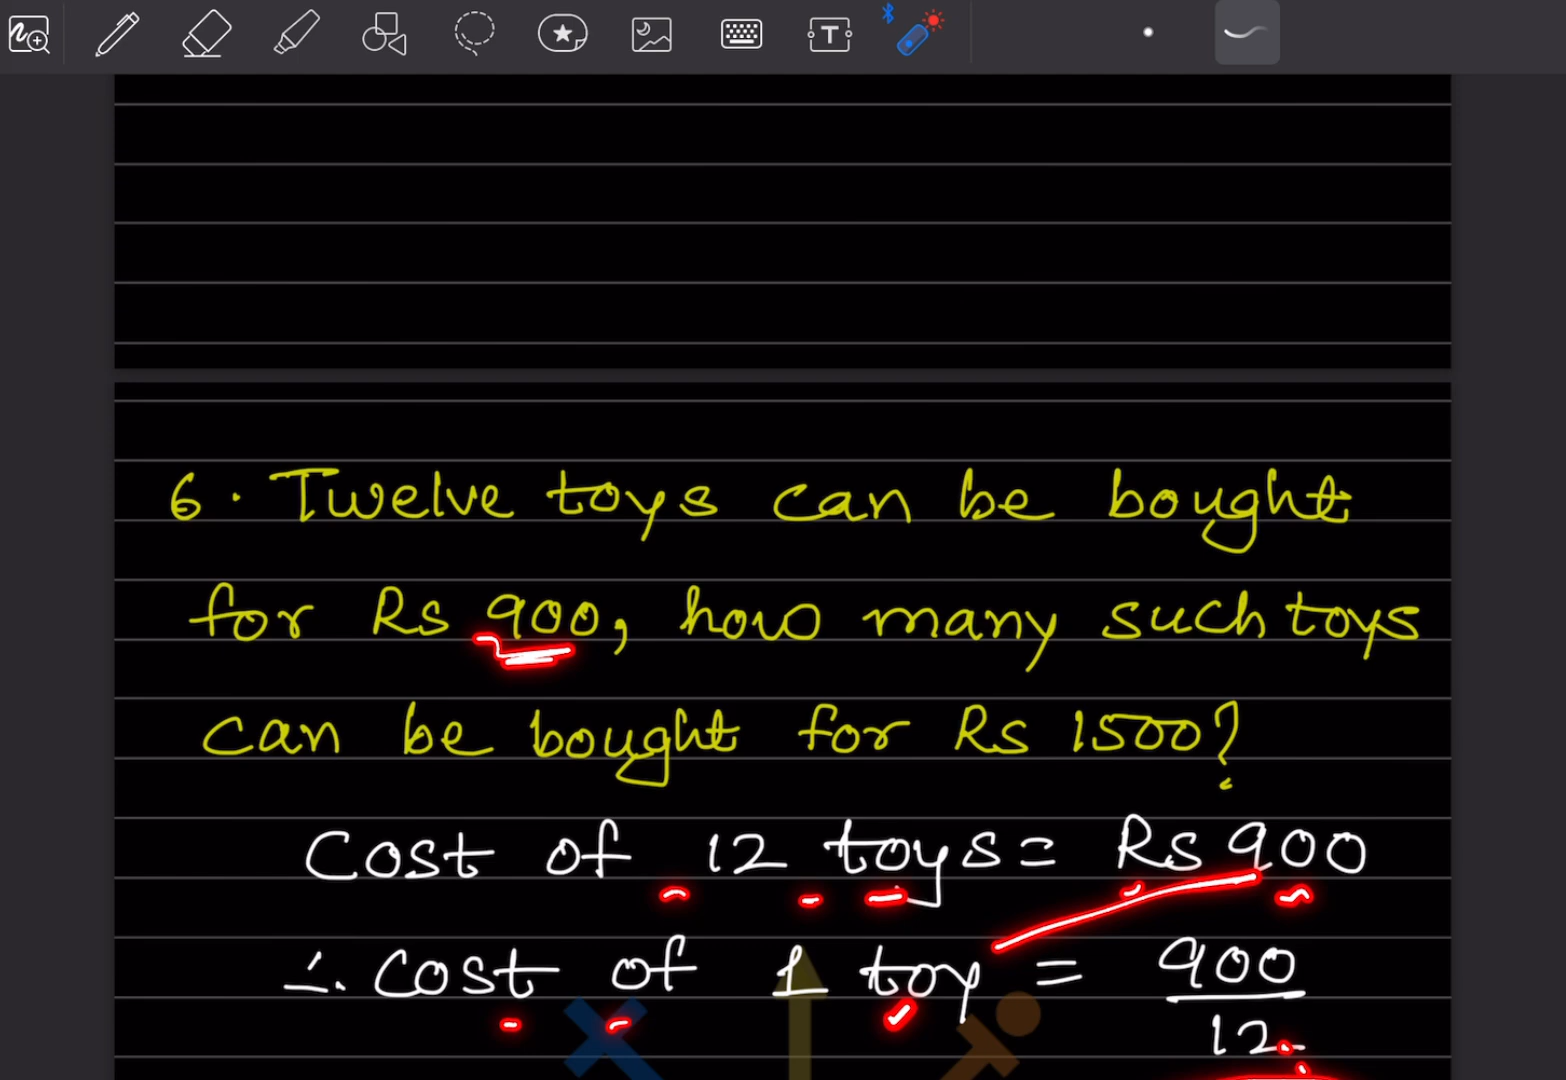 6. Twelve toys can be bought
for Rs 900, how many such toys
can be bought for Rs 1500?
Cost of 12 toys = Rs 900
∴ Cost of 1 toy = 900
12